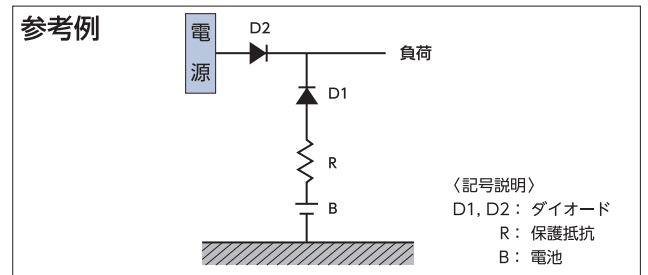 参考例
電源
D2
負荷
D1
R
B
〈記号説明〉
D1, D2： ダイオード
R： 保護抵抗
B： 電池